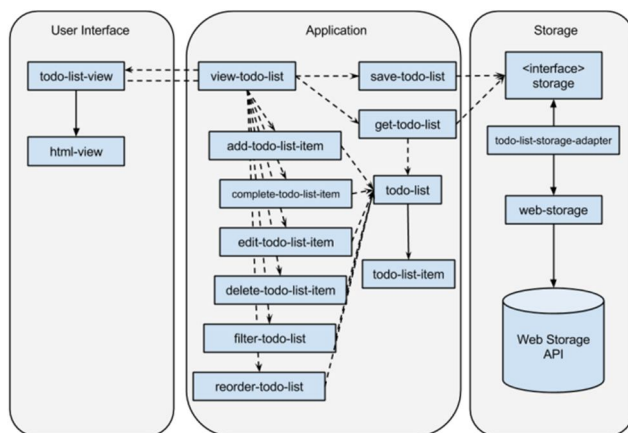 User Interface
Application
Storage
todo-list-view
view-todo-list
save-todo-list
<interface>
storage
get-todo-list
html-view
add-todo-list-item
todo-list-storage-adapter
complete-todo-list-item
todo-list
web-storage
edit-todo-list-item
todo-list-item
delete-todo-list-item
filter-todo-list
Web Storage
API
reorder-todo-list